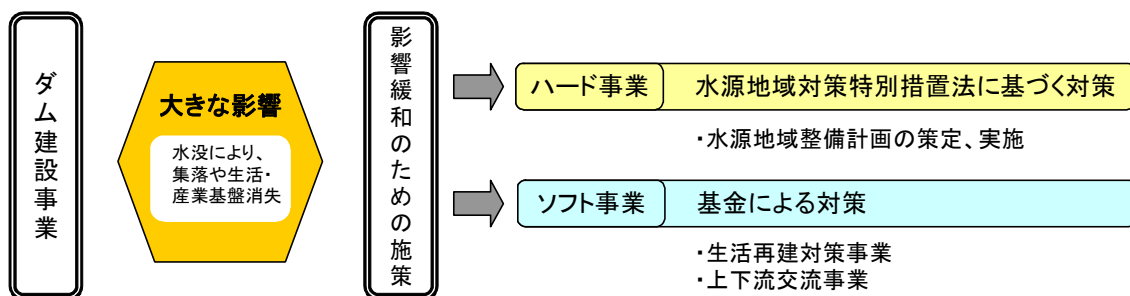 ダム建設事業
大きな影響
水没により、
集落や生活・
産業基盤消失
影響緩和のための施策
ハード事業 水源地域対策特別措置法に基づく対策
・水源地域整備計画の策定、実施
ソフト事業 基金による対策
・生活再建対策事業
・上下流交流事業